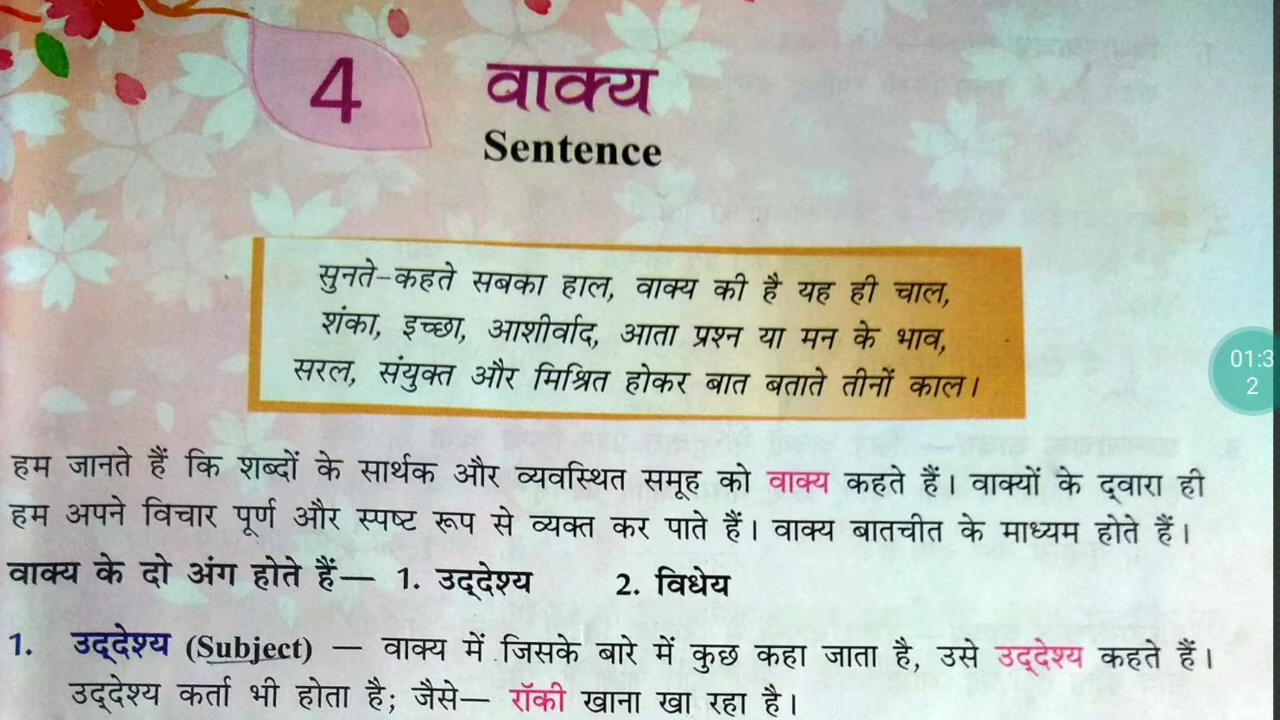 4
वाक्य
Sentence
सुनते-कहते सबका हाल, वाक्य की है यह ही चाल,
शंका, इच्छा, आशीर्वाद, आता प्रश्न या मन के भाव,
सरल, संयुक्त और मिश्रित होकर बात बताते तीनों काल।
हम जानते हैं कि शब्दों के सार्थक और व्यवस्थित समूह को वाक्य कहते हैं। वाक्यों के द्‌वारा ही
हम अपने विचार पूर्ण और स्पष्ट रूप से व्यक्त कर पाते हैं। वाक्य बातचीत के माध्यम होते हैं।
वाक्य के दो अंग होते हैं— 1. उद्‌देश्य 2. विधेय
1. उद्‌देश्य (Subject) — वाक्य में जिसके बारे में कुछ कहा जाता है, उसे उद्‌देश्य कहते हैं।
उद्‌देश्य कर्ता भी होता है; जैसे— रॉकी खाना खा रहा है।
01:3
2